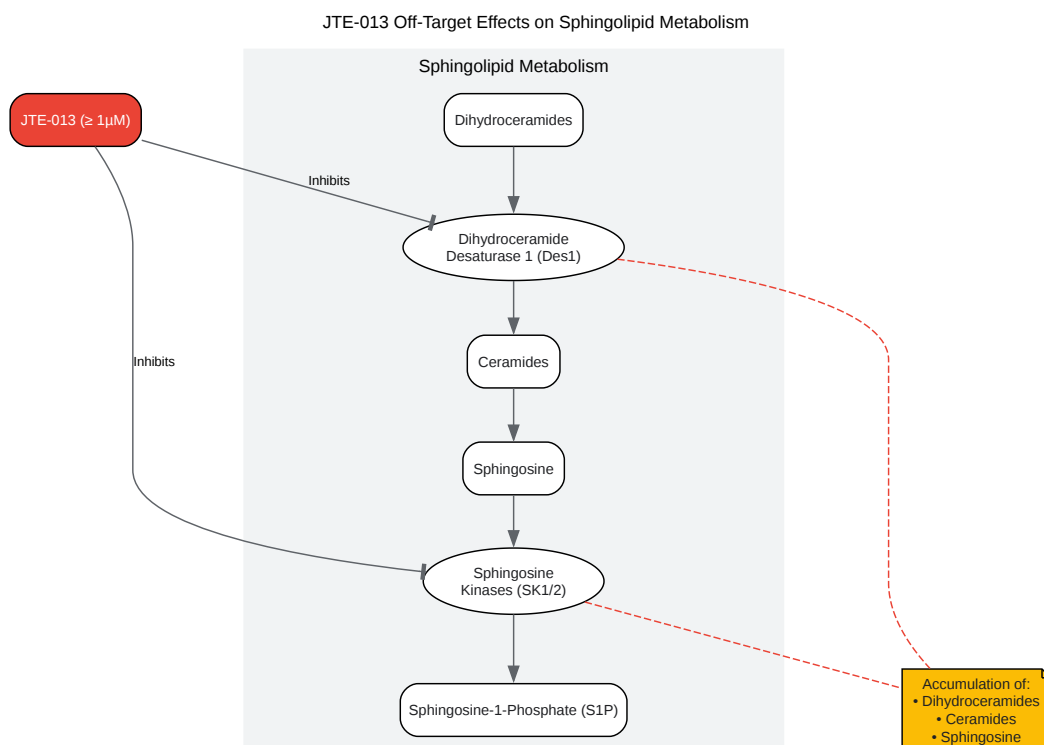 JTE-013 Off-Target Effects on Sphingolipid Metabolism
Sphingolipid Metabolism
JTE-013 (≥ 1µM)
Dihydroceramides
Inhibits
Dihydroceramide
Desaturase 1 (Des1)
Inhibits
Ceramides
Sphingosine
Sphingosine
Kinases (SK1/2)
Sphingosine-1-Phosphate (S1P)
Accumulation of:
• Dihydroceramides
• Ceramides
• Sphingosine